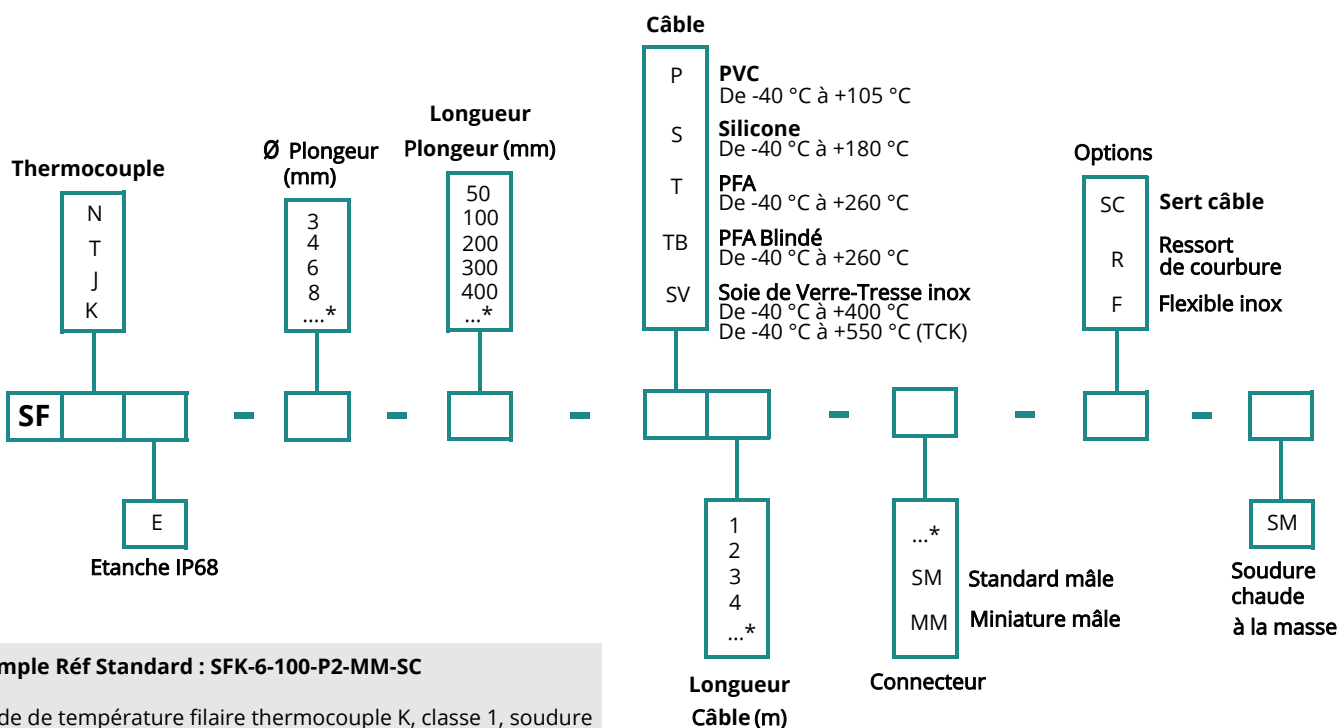 Câble
P
PVC
De -40 °C à +105 °C
S
Silicone
De -40 °C à +180 °C
T
PFA
De -40 °C à +260 °C
TB
PFA Blindé
De -40 °C à +260 °C
SV
Soie de Verre-Tresse inox
De -40 °C à +400 °C
De -40 °C à +550 °C (TCK)
Longueur
Plongeur (mm)
50
100
200
300
400
...*
Ø Plongeur
(mm)
3
4
6
8
....*
Thermocouple
N
T
J
K
Options
SC
Sert câble
R
Ressort
de courbure
F
Flexible inox
SF
- - - - - -
E
Etanche IP68
1
2
3
4
...*
Longueur
Câble (m)
...*
SM
Standard mâle
MM
Miniature mâle
Connecteur
SM
Soudure
chaude
à la masse
mple Réf Standard : SFK-6-100-P2-MM-SC
de de température filaire thermocouple K, classe 1, soudure